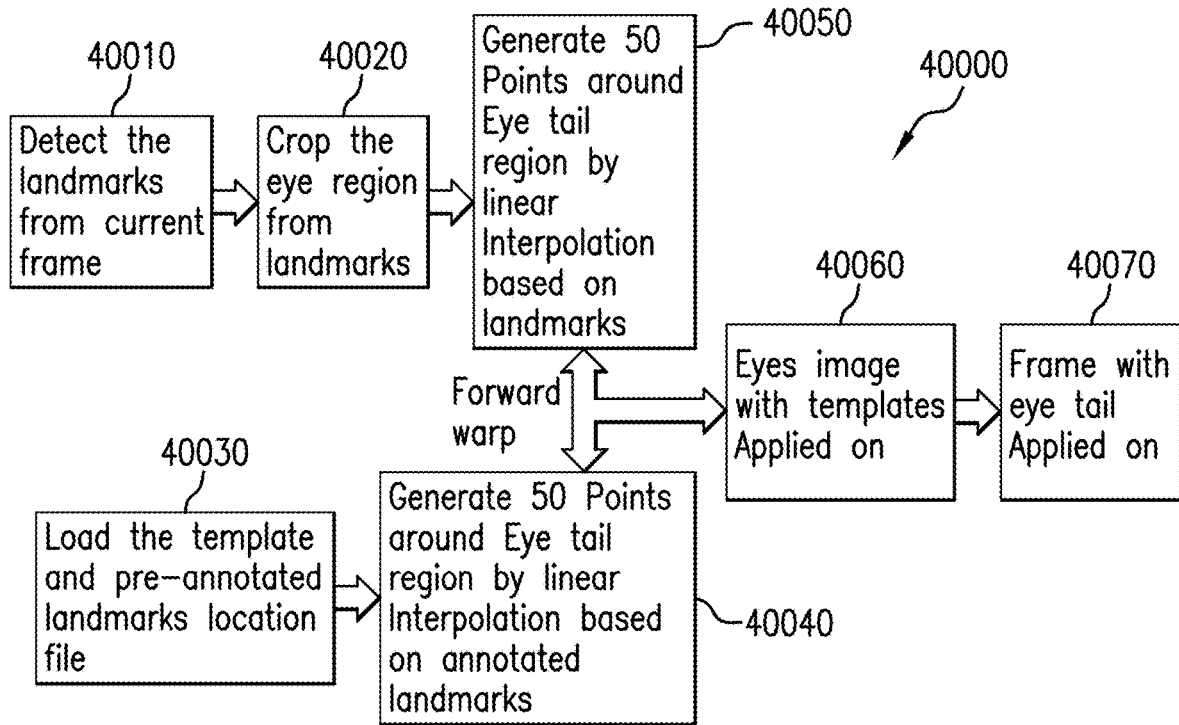 40010
Detect the
landmarks
from current
frame
40020
Crop the
eye region
from
landmarks
40050
Generate 50
Points around
Eye tail
region by
linear
Interpolation
based on
landmarks
40000
Forward
warp
40060
Eyes image
with templates
Applied on
40070
Frame with
eye tail
Applied on
40030
Load the template
and pre-annotated
landmarks location
file
Generate 50 Points
around Eye tail
region by linear
Interpolation based
on annotated
landmarks
40040